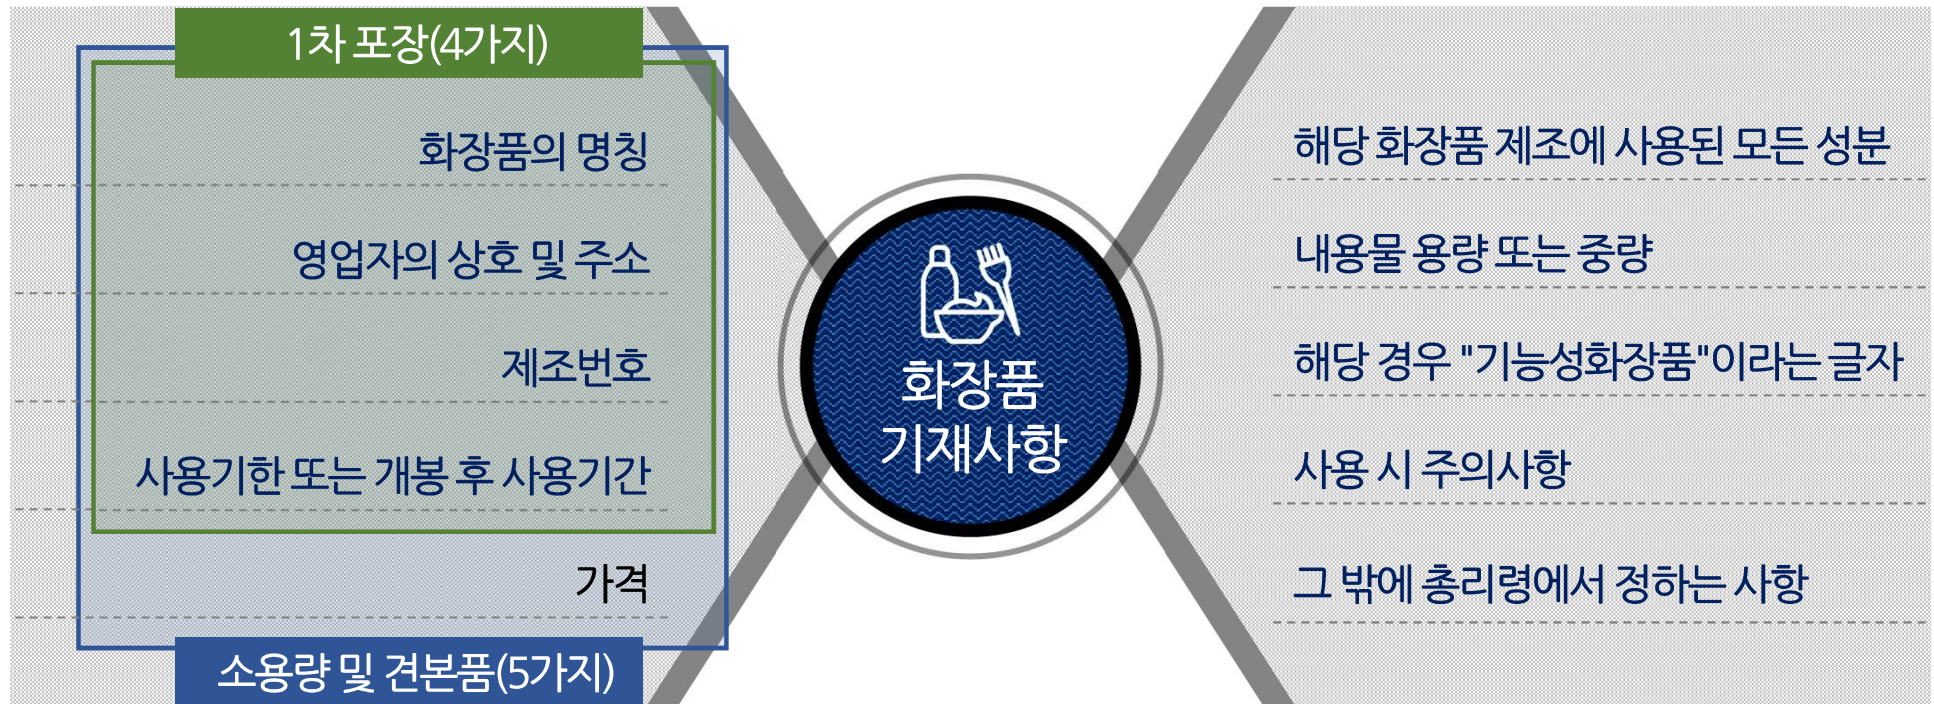 1차 포장(4가지)
화장품의 명칭
영업자의 상호 및 주소
제조번호
사용기한 또는 개봉 후 사용기간
가격
소용량 및 견본품(5가지)
화장품
기재사항
해당 화장품 제조에 사용된 모든 성분
내용물 용량 또는 중량
해당 경우 "기능성화장품"이라는 글자
사용 시 주의사항
그 밖에 총리령에서 정하는 사항